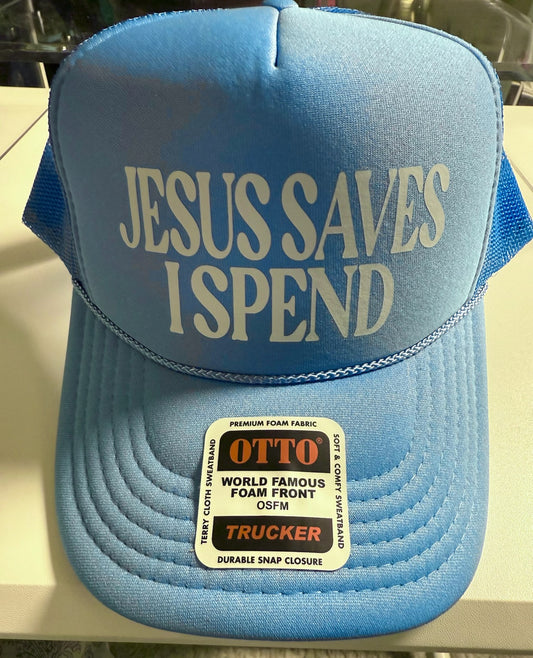 JESUS SAVES
I SPEND
PREMIUM FOAM FABRIC
OTTO®
WORLD FAMOUS
FOAM FRONT
OSFM
TRUCKER
DURABLE SNAP CLOSURE
TERRY CLOTH SWEATBAND
SOFT & COMFY SWEATBAND